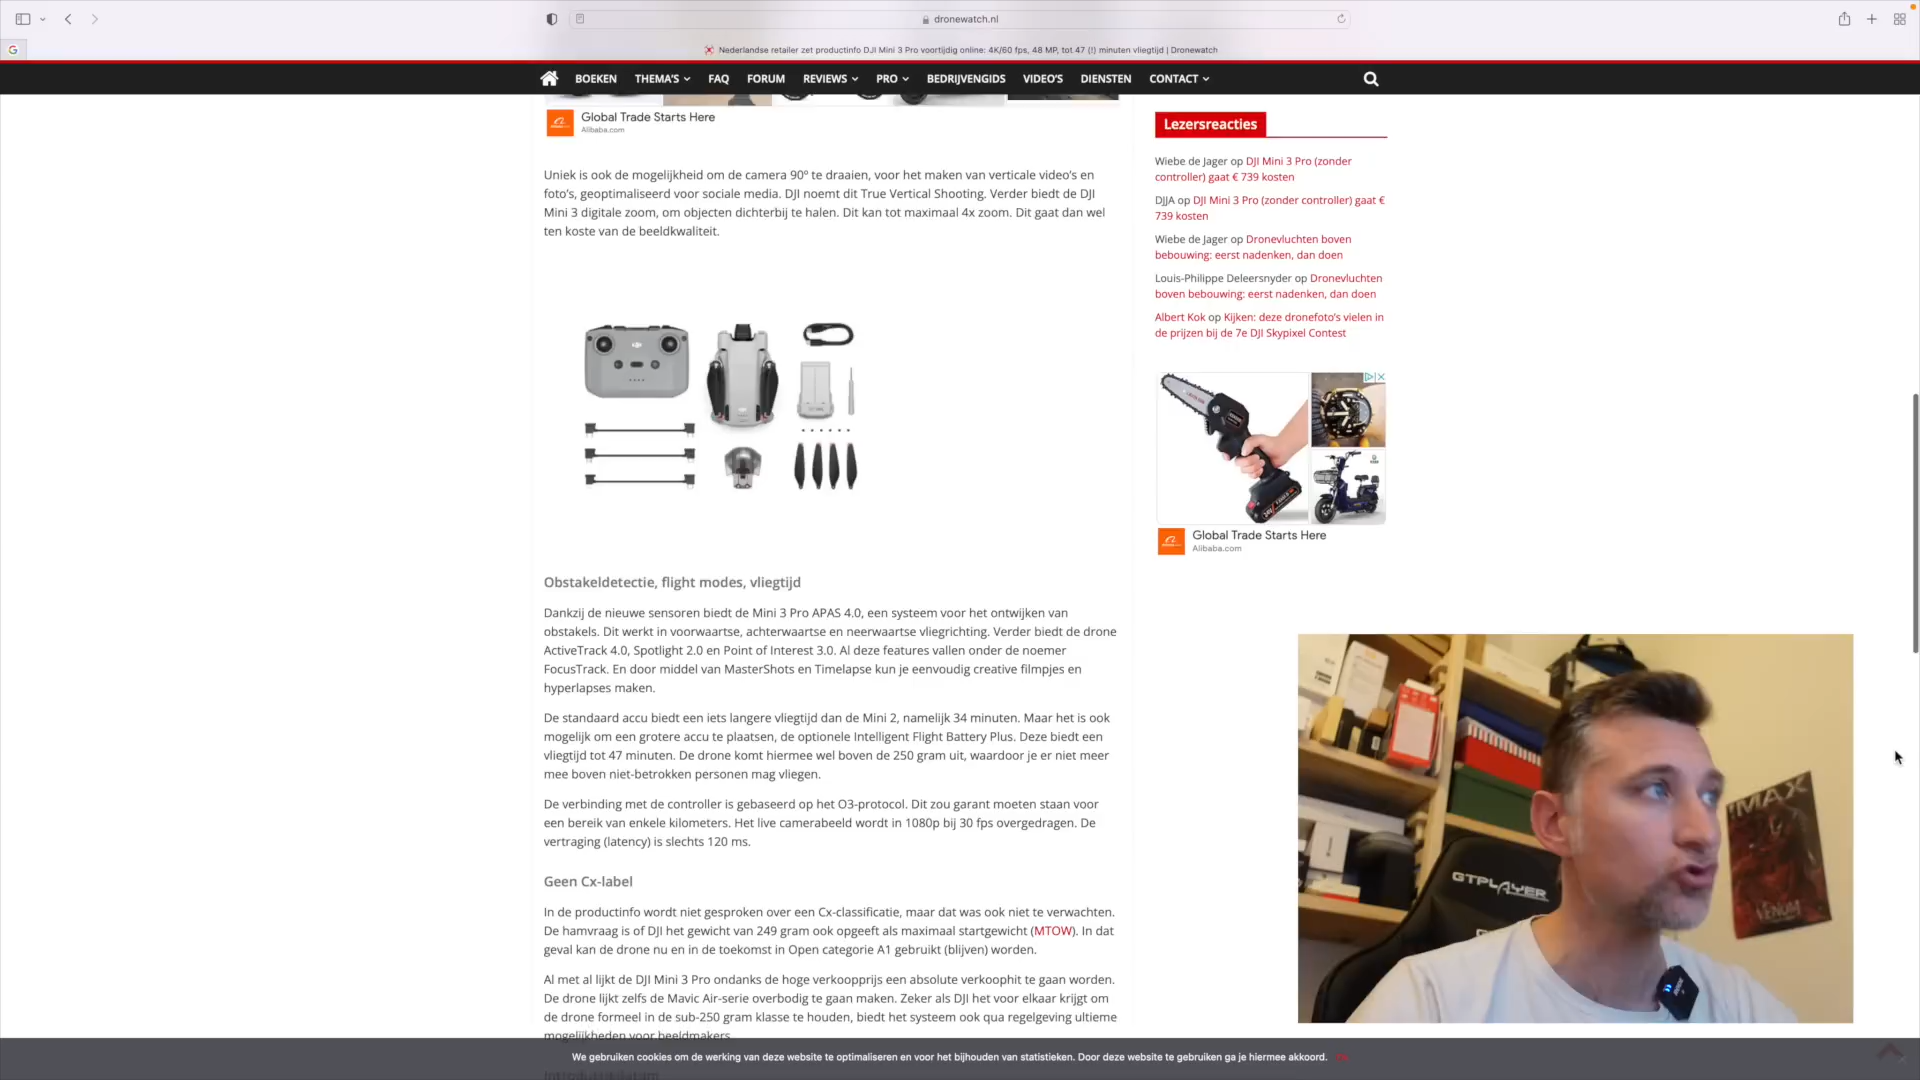 dronewatch.nl
Nederlandse retailer zet productinfo DJI Mini 3 Pro voortijdig online: 4K/60 fps, 48 MP, tot 47 (!) minuten vliegtijd | Dronewatch
BOEKEN THEMA'S FAQ FORUM REVIEWS PRO BEDRIJVENGIDS VIDEO'S DIENSTEN CONTACT
Global Trade Starts Here
Alibaba.com
Uniek is ook de mogelijkheid om de camera 90º te draaien, voor het maken van verticale video's en
foto's, geoptimaliseerd voor sociale media. DJI noemt dit True Vertical Shooting. Verder biedt de DJI
Mini 3 digitale zoom, om objecten dichterbij te halen. Dit kan tot maximaal 4x zoom. Dit gaat dan wel
ten koste van de beeldkwaliteit.
Obstakeldetectie, flight modes, vliegtijd
Dankzij de nieuwe sensoren biedt de Mini 3 Pro APAS 4.0, een systeem voor het ontwijken van
obstakels. Dit werkt in voorwaartse, achterwaartse en neerwaartse vliegrichting. Verder biedt de drone
ActiveTrack 4.0, Spotlight 2.0 en Point of Interest 3.0. Al deze features vallen onder de noemer
FocusTrack. En door middel van MasterShots en Timelapse kun je eenvoudig creative filmpjes en
hyperlapses maken.
De standaard accu biedt een iets langere vliegtijd dan de Mini 2, namelijk 34 minuten. Maar het is ook
mogelijk om een grotere accu te plaatsen, de optionele Intelligent Flight Battery Plus. Deze biedt een
vliegtijd tot 47 minuten. De drone komt hiermee wel boven de 250 gram uit, waardoor je er niet meer
mee boven niet-betrokken personen mag vliegen.
De verbinding met de controller is gebaseerd op het O3-protocol. Dit zou garant moeten staan voor
een bereik van enkele kilometers. Het live camerabeeld wordt in 1080p bij 30 fps overgedragen. De
vertraging (latency) is slechts 120 ms.
Geen Cx-label
In de productinfo wordt niet gesproken over een Cx-classificatie, maar dat was ook niet te verwachten.
De hamvraag is of DJI het gewicht van 249 gram ook opgeeft als maximaal startgewicht (MTOW). In dat
geval kan de drone nu en in de toekomst in Open categorie A1 gebruikt (blijven) worden.
Al met al lijkt de DJI Mini 3 Pro ondanks de hoge verkoopprijs een absolute verkoophit te gaan worden.
De drone lijkt zelfs de Mavic Air-serie overbodig te gaan maken. Zeker als DJI het voor elkaar krijgt om
de drone formeel in de sub-250 gram klasse te houden, biedt het systeem ook qua regelgeving ultieme
mogelijkheden voor beeldmakers.
Lezersreacties
Wiebe de Jager op DJI Mini 3 Pro (zonder
controller) gaat € 739 kosten
DJJA op DJI Mini 3 Pro (zonder controller) gaat €
739 kosten
Wiebe de Jager op Dronevluchten boven
bebouwing: eerst nadenken, dan doen
Louis-Philippe Deleersnyder op Dronevluchten
boven bebouwing: eerst nadenken, dan doen
Albert Kok op Kijken: deze dronefoto's vielen in
de prijzen bij de 7e DJI Skypixel Contest
Global Trade Starts Here
Alibaba.com
IMAX
GTPLAYER
VENOM
We gebruiken cookies om de werking van deze website te optimaliseren en voor het bijhouden van statistieken. Door deze website te gebruiken ga je hiermee akkoord.